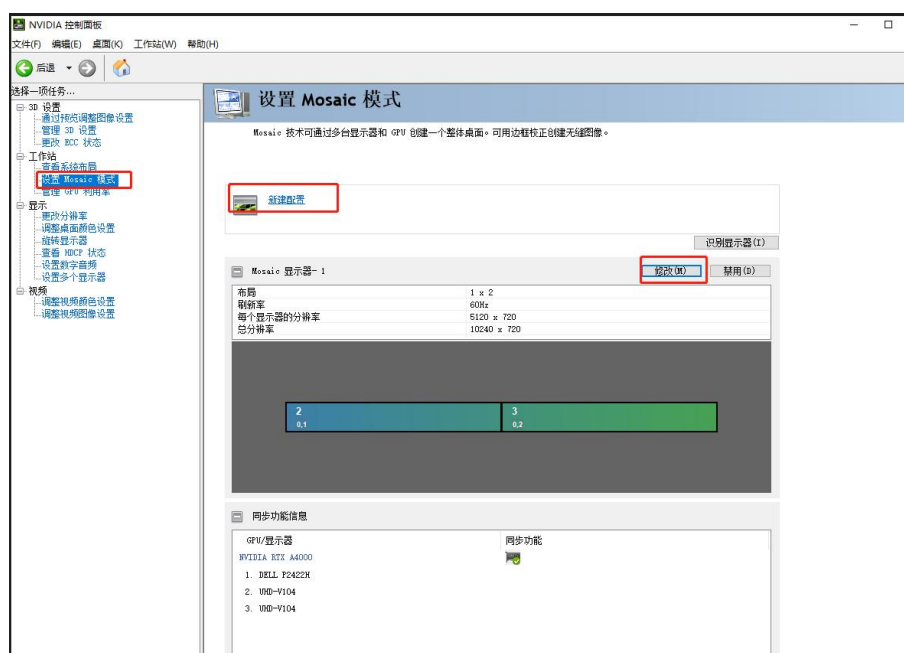 NVIDIA 控制面板
文件(F) 编辑(E) 桌面(K) 工作站(W) 帮助(H)
后退
选择一项任务...
3D 设置
通过预览调整图像设置
管理 3D 设置
更改 ECC 状态
工作站
查看系统布局
设置 Mosaic 模式
管理 GPU 利用率
显示
更改分辨率
调整桌面颜色设置
旋转显示器
查看 HDCP 状态
设置数字音频
设置多个显示器
视频
调整视频颜色设置
调整视频图像设置
设置 Mosaic 模式
Mosaic 技术可通过多台显示器和 GPU 创建一个整体桌面。可用边框校正创建无缝图像。
新建配置
识别显示器(I)
Mosaic 显示器- 1 修改(M) 禁用(D)
布局 1 x 2
刷新率 60Hz
每个显示器的分辨率 5120 x 720
总分辨率 10240 x 720
2 3
0,1 0,2
同步功能信息
GPU/显示器 同步功能
NVIDIA RTX A4000
1. DELL P2422H
2. UHD-V104
3. UHD-V104